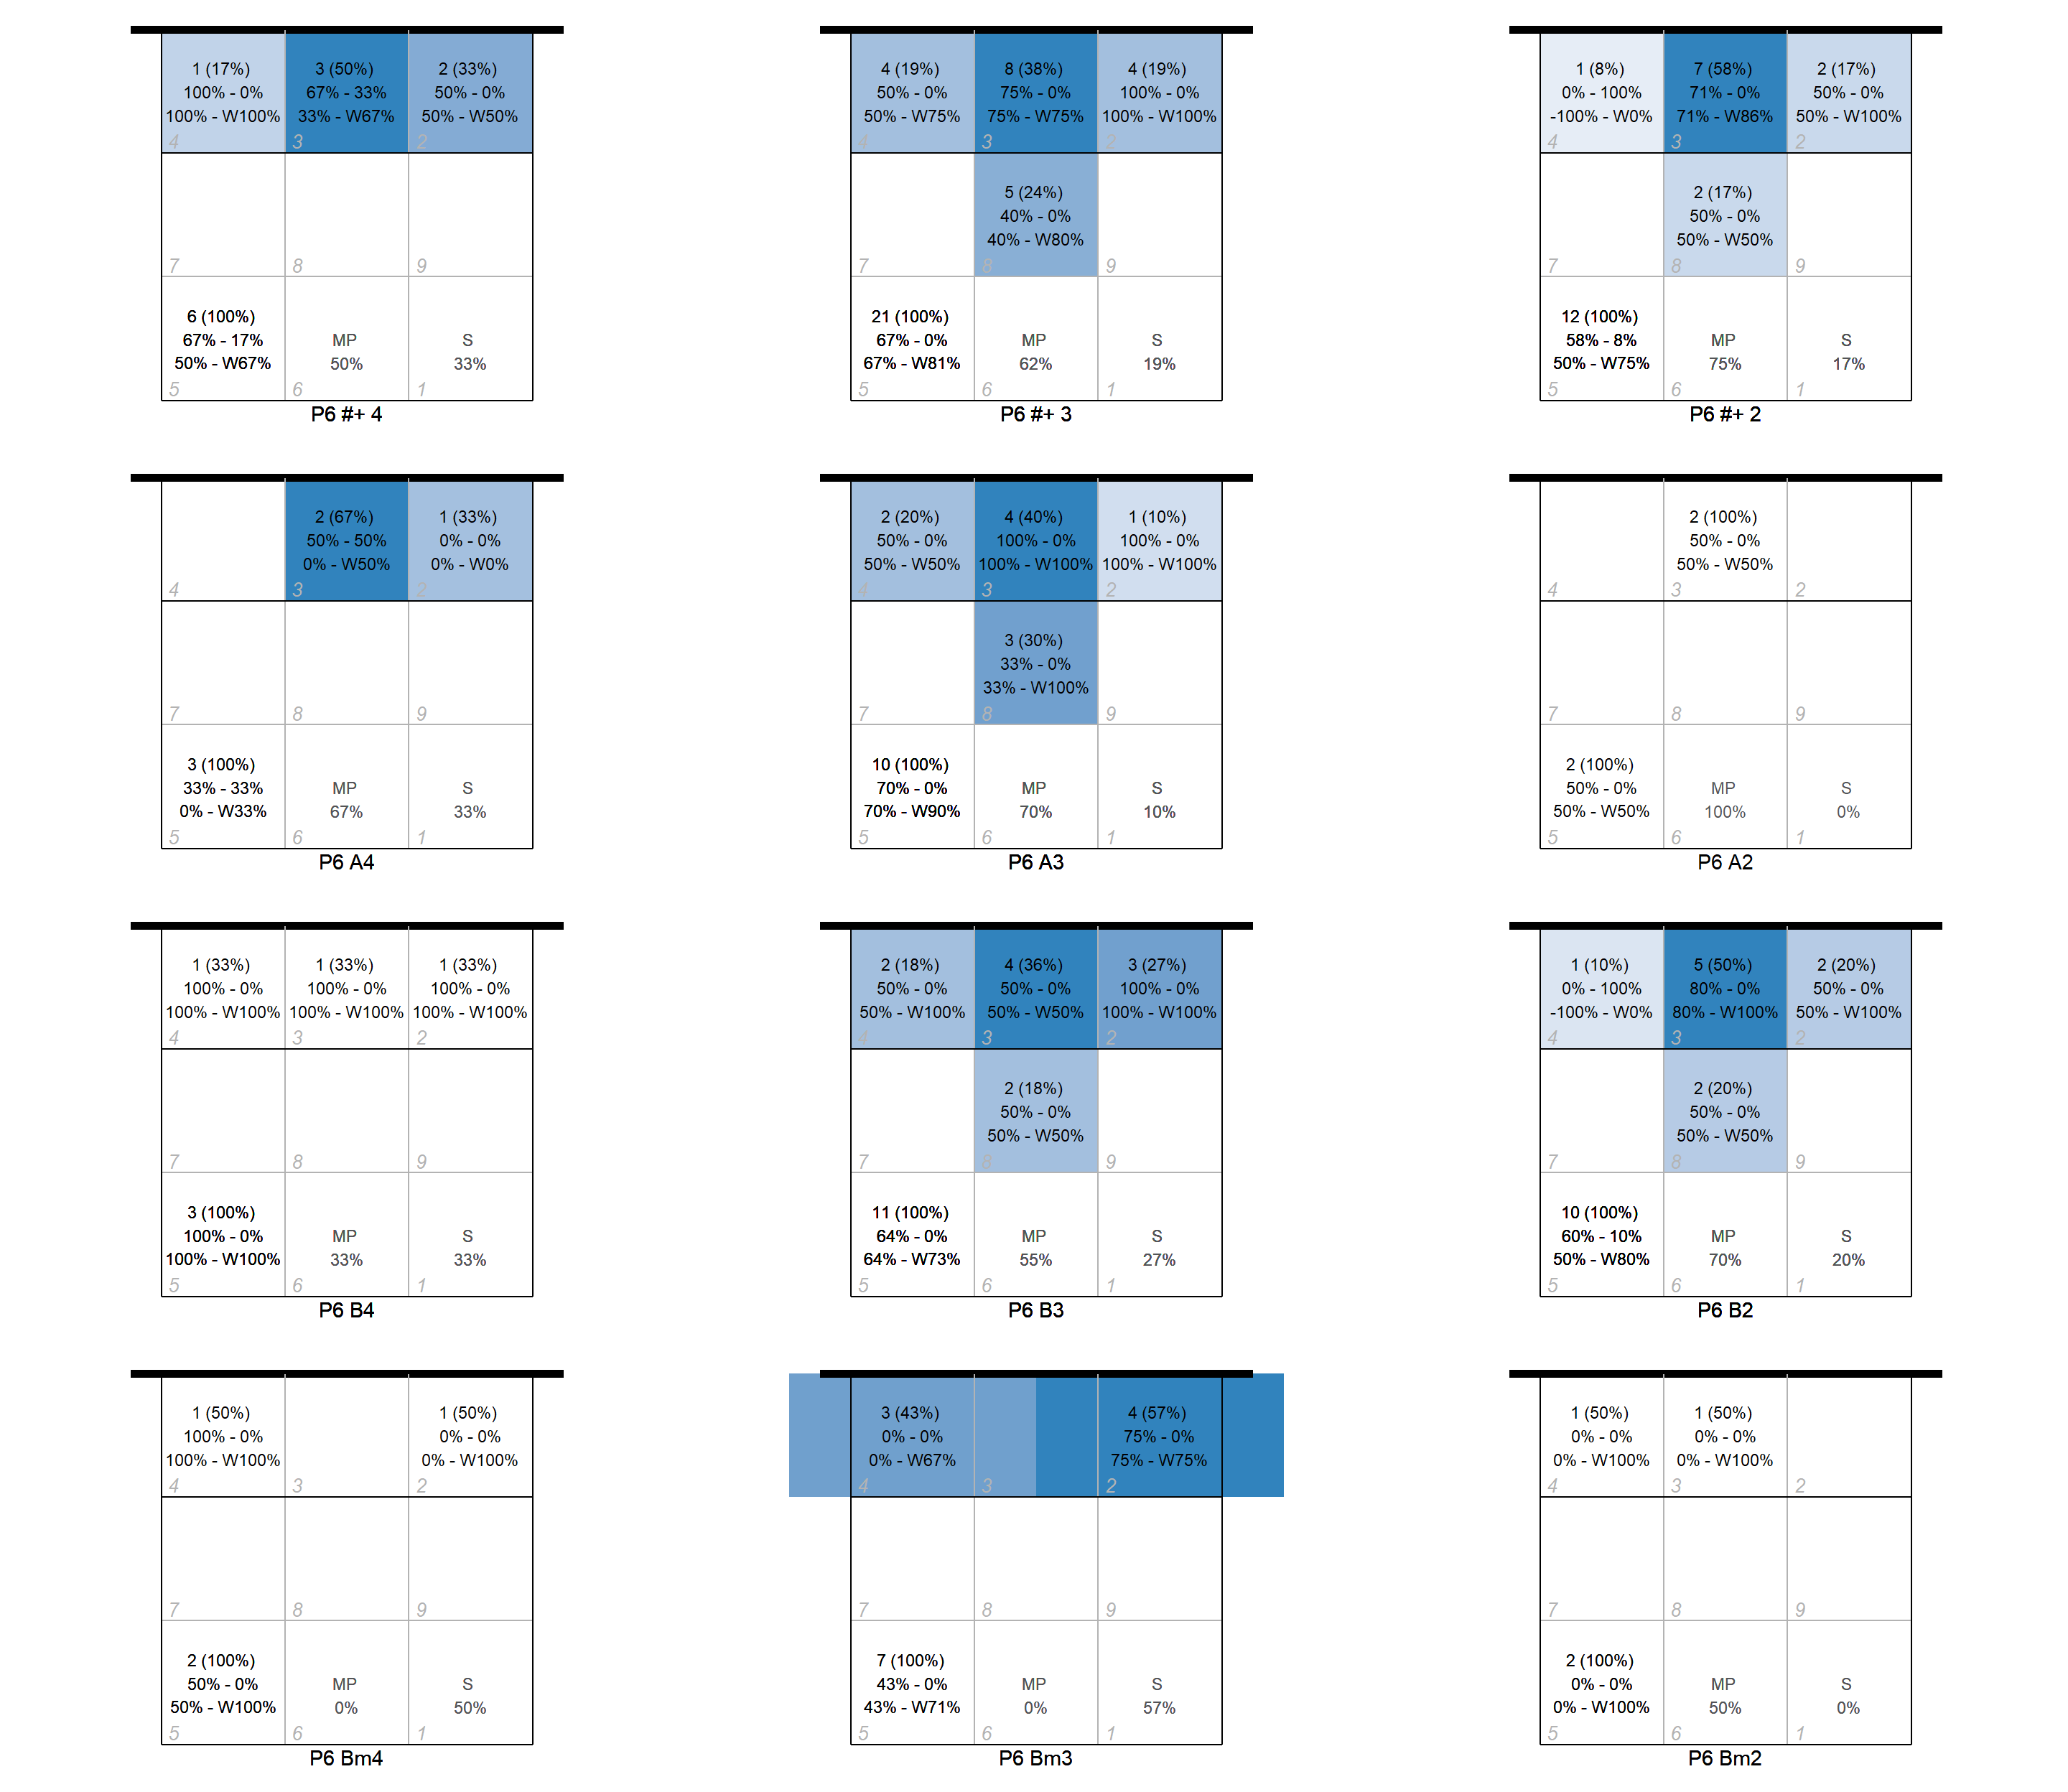 1 (17%)
100% - 0%
100% - W100%
4
3 (50%)
67% - 33%
33% - W67%
3
2 (33%)
50% - 0%
50% - W50%
2
7
8
9
6 (100%)
67% - 17%
50% - W67%
5
MP
50%
6
S
33%
1
P6 #+ 4
4 (19%)
50% - 0%
50% - W75%
4
8 (38%)
75% - 0%
75% - W75%
3
4 (19%)
100% - 0%
100% - W100%
2
7
5 (24%)
40% - 0%
40% - W80%
8
9
21 (100%)
67% - 0%
67% - W81%
5
MP
62%
6
S
19%
1
P6 #+ 3
1 (8%)
0% - 100%
-100% - W0%
4
7 (58%)
71% - 0%
71% - W86%
3
2 (17%)
50% - 0%
50% - W100%
2
7
2 (17%)
50% - 0%
50% - W50%
8
9
12 (100%)
58% - 8%
50% - W75%
5
MP
75%
6
S
17%
1
P6 #+ 2
4
2 (67%)
50% - 50%
0% - W50%
3
1 (33%)
0% - 0%
0% - W0%
2
7
8
9
3 (100%)
33% - 33%
0% - W33%
5
MP
67%
6
S
33%
1
P6 A4
2 (20%)
50% - 0%
50% - W50%
4
4 (40%)
100% - 0%
100% - W100%
3
1 (10%)
100% - 0%
100% - W100%
2
7
3 (30%)
33% - 0%
33% - W100%
8
9
10 (100%)
70% - 0%
70% - W90%
5
MP
70%
6
S
10%
1
P6 A3
4
2 (100%)
50% - 0%
50% - W50%
3
2
7
8
9
2 (100%)
50% - 0%
50% - W50%
5
MP
100%
6
S
0%
1
P6 A2
1 (33%)
100% - 0%
100% - W100%
4
1 (33%)
100% - 0%
100% - W100%
3
1 (33%)
100% - 0%
100% - W100%
2
7
8
9
3 (100%)
100% - 0%
100% - W100%
5
MP
33%
6
S
33%
1
P6 B4
2 (18%)
50% - 0%
50% - W100%
4
4 (36%)
50% - 0%
50% - W50%
3
3 (27%)
100% - 0%
100% - W100%
2
7
2 (18%)
50% - 0%
50% - W50%
8
9
11 (100%)
64% - 0%
64% - W73%
5
MP
55%
6
S
27%
1
P6 B3
1 (10%)
0% - 100%
-100% - W0%
4
5 (50%)
80% - 0%
80% - W100%
3
2 (20%)
50% - 0%
50% - W100%
2
7
2 (20%)
50% - 0%
50% - W50%
8
9
10 (100%)
60% - 10%
50% - W80%
5
MP
70%
6
S
20%
1
P6 B2
1 (50%)
100% - 0%
100% - W100%
4
3
1 (50%)
0% - 0%
0% - W100%
2
7
8
9
2 (100%)
50% - 0%
50% - W100%
5
MP
0%
6
S
50%
1
P6 Bm4
3 (43%)
0% - 0%
0% - W67%
4
3
4 (57%)
75% - 0%
75% - W75%
2
7
8
9
7 (100%)
43% - 0%
43% - W71%
5
MP
0%
6
S
57%
1
P6 Bm3
1 (50%)
0% - 0%
0% - W100%
4
1 (50%)
0% - 0%
0% - W100%
3
2
7
8
9
2 (100%)
0% - 0%
0% - W100%
5
MP
50%
6
S
0%
1
P6 Bm2